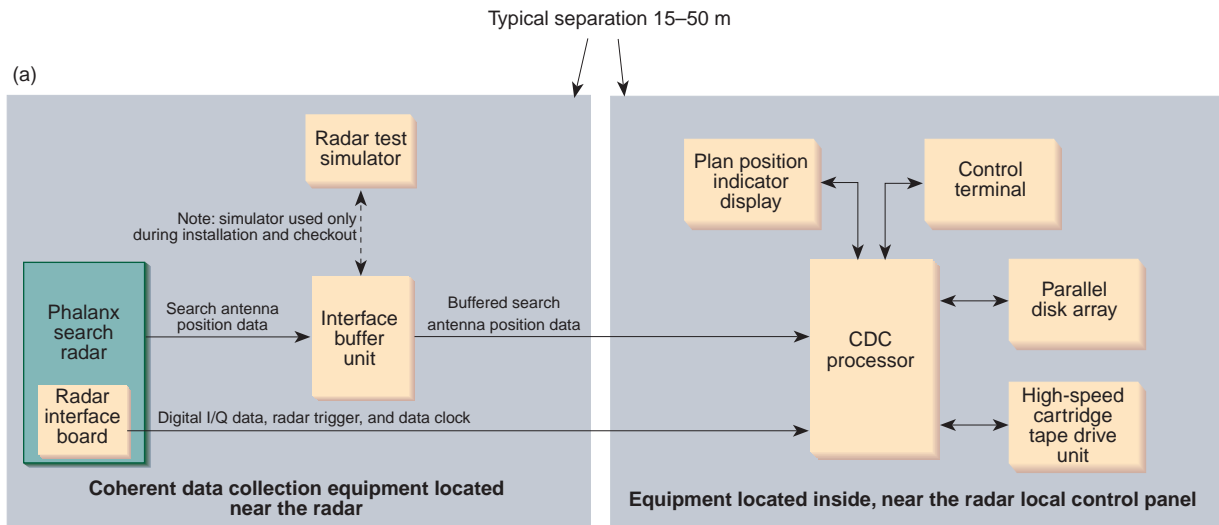 Typical separation 15–50 m
(a)
Radar test
simulator
Note: simulator used only
during installation and checkout
Phalanx
search
radar
Search antenna
position data
Interface
buffer
unit
Buffered search
antenna position data
Radar
interface
board
Digital I/Q data, radar trigger, and data clock
Coherent data collection equipment located
near the radar
Plan position
indicator
display
Control
terminal
CDC
processor
Parallel
disk array
High-speed
cartridge
tape drive
unit
Equipment located inside, near the radar local control panel